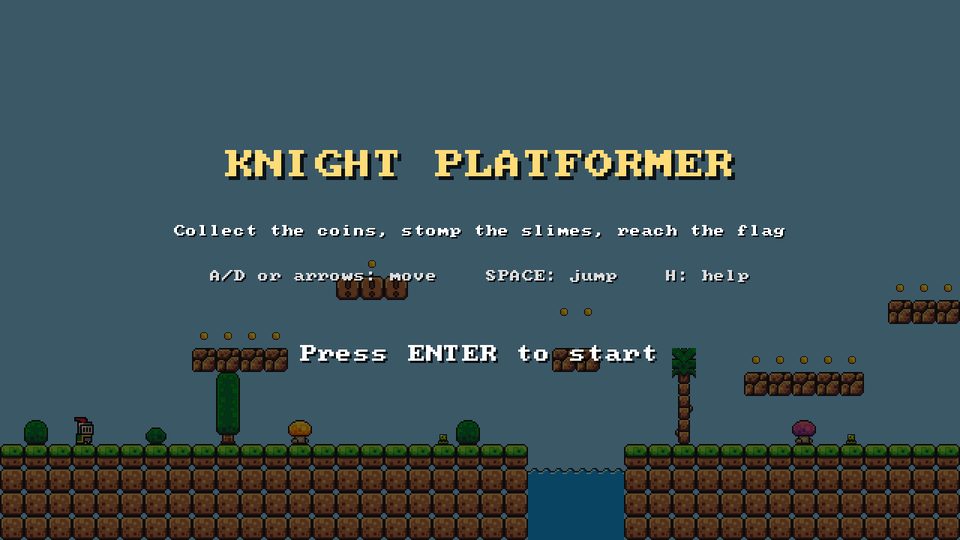 KNIGHT PLATFORMER
Collect the coins, stomp the slimes, reach the flag
A/D or arrows: move    SPACE: jump    H: help
Press ENTER to start